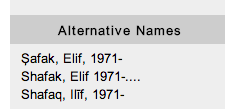 Alternative Names
Şafak, Elif, 1971-
Shafak, Elif 1971-....
Shafaq, Ilīf, 1971-